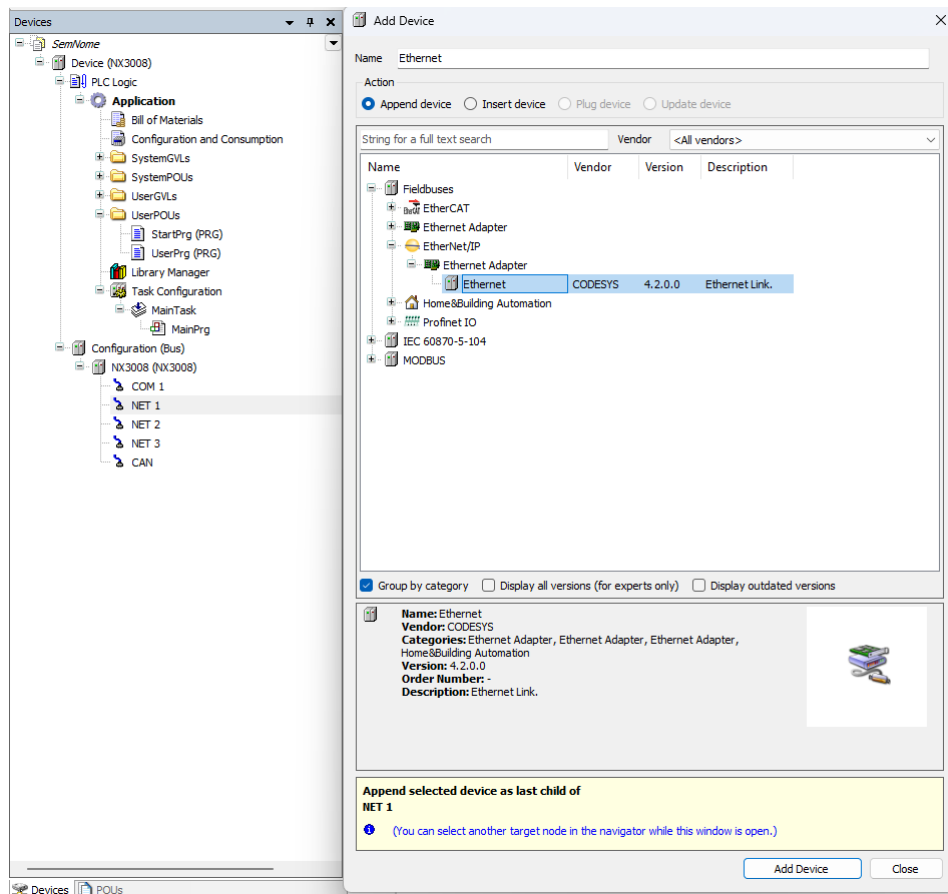 Devices
SemNome
Device (NX3008)
PLC Logic
Application
Bill of Materials
Configuration and Consumption
SystemGVLs
SystemPOUs
UserGVLs
UserPOUs
StartPrg (PRG)
UserPrg (PRG)
Library Manager
Task Configuration
MainTask
MainPrg
Configuration (Bus)
NX3008 (NX3008)
COM 1
NET 1
NET 2
NET 3
CAN
Devices POUs
Add Device
Name Ethernet
Action
Append device Insert device Plug device Update device
String for a full text search Vendor <All vendors>
Name Vendor Version Description
Fieldbuses
EtherCAT
Ethernet Adapter
EtherNet/IP
Ethernet Adapter
Ethernet CODESYS 4.2.0.0 Ethernet Link.
Home&Building Automation
Profinet IO
IEC 60870-5-104
MODBUS
Group by category Display all versions (for experts only) Display outdated versions
Name: Ethernet
Vendor: CODESYS
Categories: Ethernet Adapter, Ethernet Adapter, Ethernet Adapter,
Home&Building Automation
Version: 4.2.0.0
Order Number: -
Description: Ethernet Link.
Append selected device as last child of
NET 1
(You can select another target node in the navigator while this window is open.)
Add Device Close